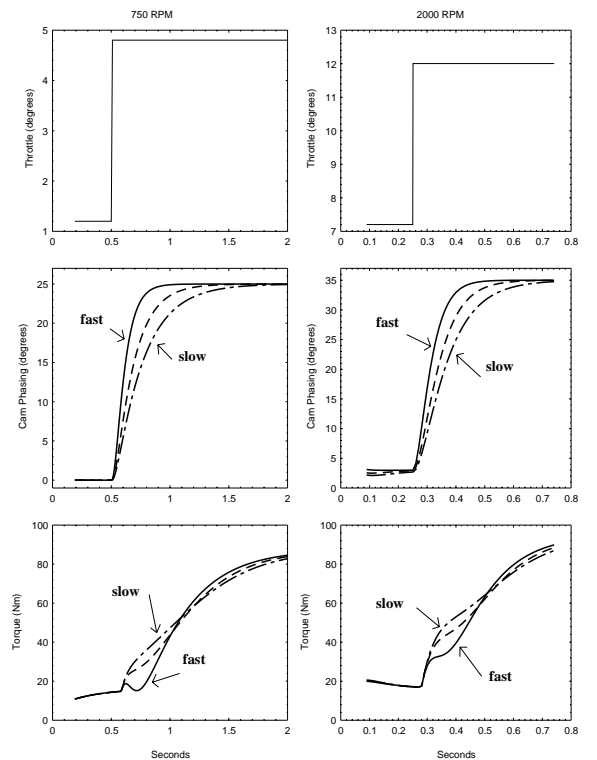 750 RPM
Throttle (degrees)
5
4
3
2
1
0 0.5 1 1.5 2
2000 RPM
Throttle (degrees)
13
12
11
10
9
8
7
0 0.1 0.2 0.3 0.4 0.5 0.6 0.7 0.8
Cam Phasing (degrees)
25
20
15
10
5
0
fast
slow
0 0.5 1 1.5 2
Cam Phasing (degrees)
35
30
25
20
15
10
5
0
fast
slow
0 0.1 0.2 0.3 0.4 0.5 0.6 0.7 0.8
Torque (Nm)
100
80
60
40
20
0
slow
fast
0 0.5 1 1.5 2
Seconds
Torque (Nm)
100
80
60
40
20
0
slow
fast
0 0.1 0.2 0.3 0.4 0.5 0.6 0.7 0.8
Seconds